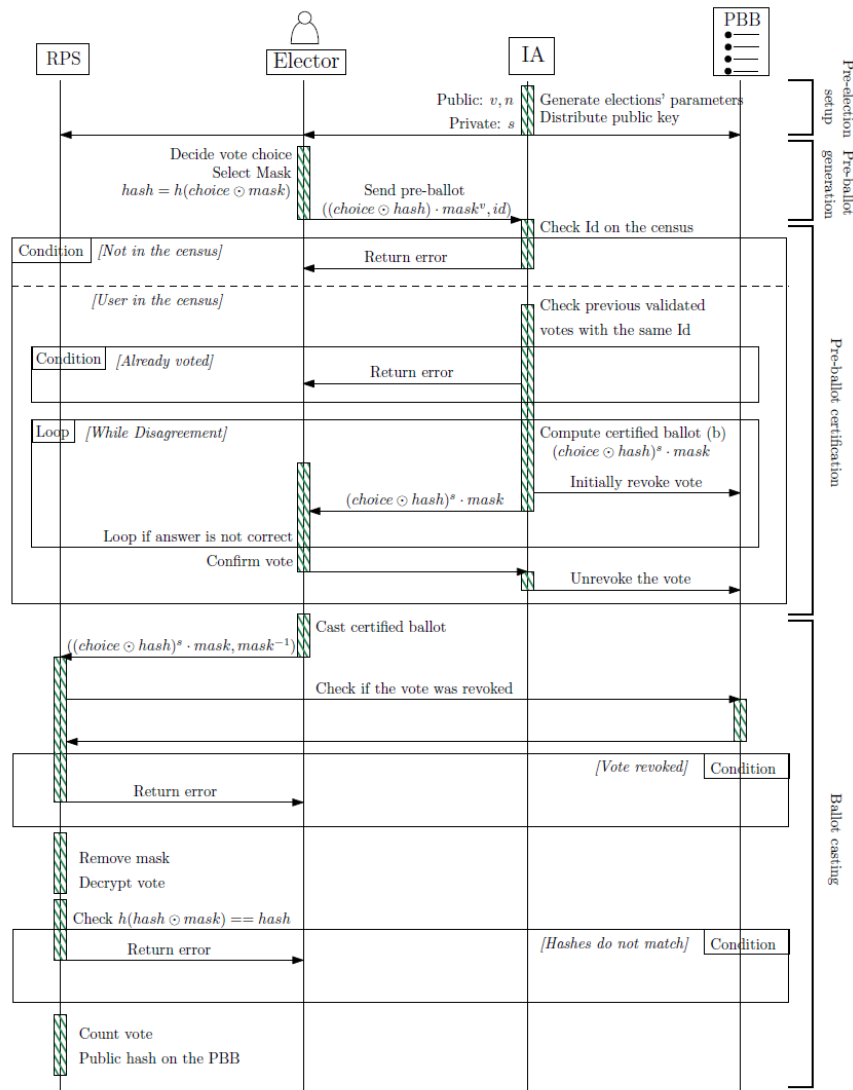 RPS
Elector
IA
PBB
Pre-election
setup
Public: v, n
Private: s
Generate elections' parameters
Distribute public key
Pre-ballot
generation
Decide vote choice
Select Mask
hash = h(choice ⊙ mask)
Send pre-ballot
((choice ⊙ hash) · mask^v, id)
Check Id on the census
Pre-ballot certification
Condition
[Not in the census]
Return error
[User in the census]
Check previous validated
votes with the same Id
Condition
[Already voted]
Return error
Loop
[While Disagreement]
Compute certified ballot (b)
(choice ⊙ hash)^s · mask
Initially revoke vote
(choice ⊙ hash)^s · mask
Loop if answer is not correct
Confirm vote
Unrevoke the vote
Ballot casting
Cast certified ballot
((choice ⊙ hash)^s · mask, mask^−1)
Check if the vote was revoked
[Vote revoked]
Condition
Return error
Remove mask
Decrypt vote
Check h(hash ⊙ mask) == hash
[Hashes do not match]
Condition
Return error
Count vote
Public hash on the PBB